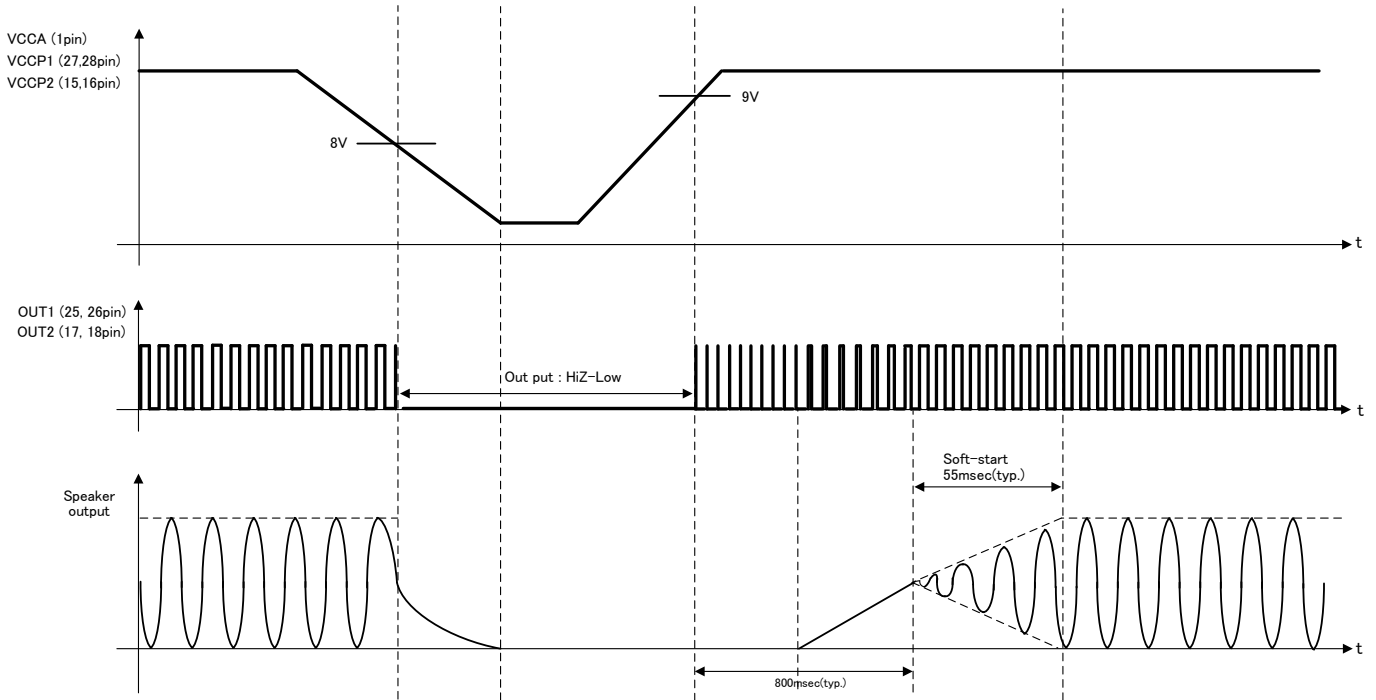 VCCA (1pin)
VCCP1 (27,28pin)
VCCP2 (15,16pin)
8V
9V
t
OUT1 (25, 26pin)
OUT2 (17, 18pin)
Out put : HiZ-Low
t
Soft-start
55msec(typ.)
Speaker
output
t
800msec(typ.)